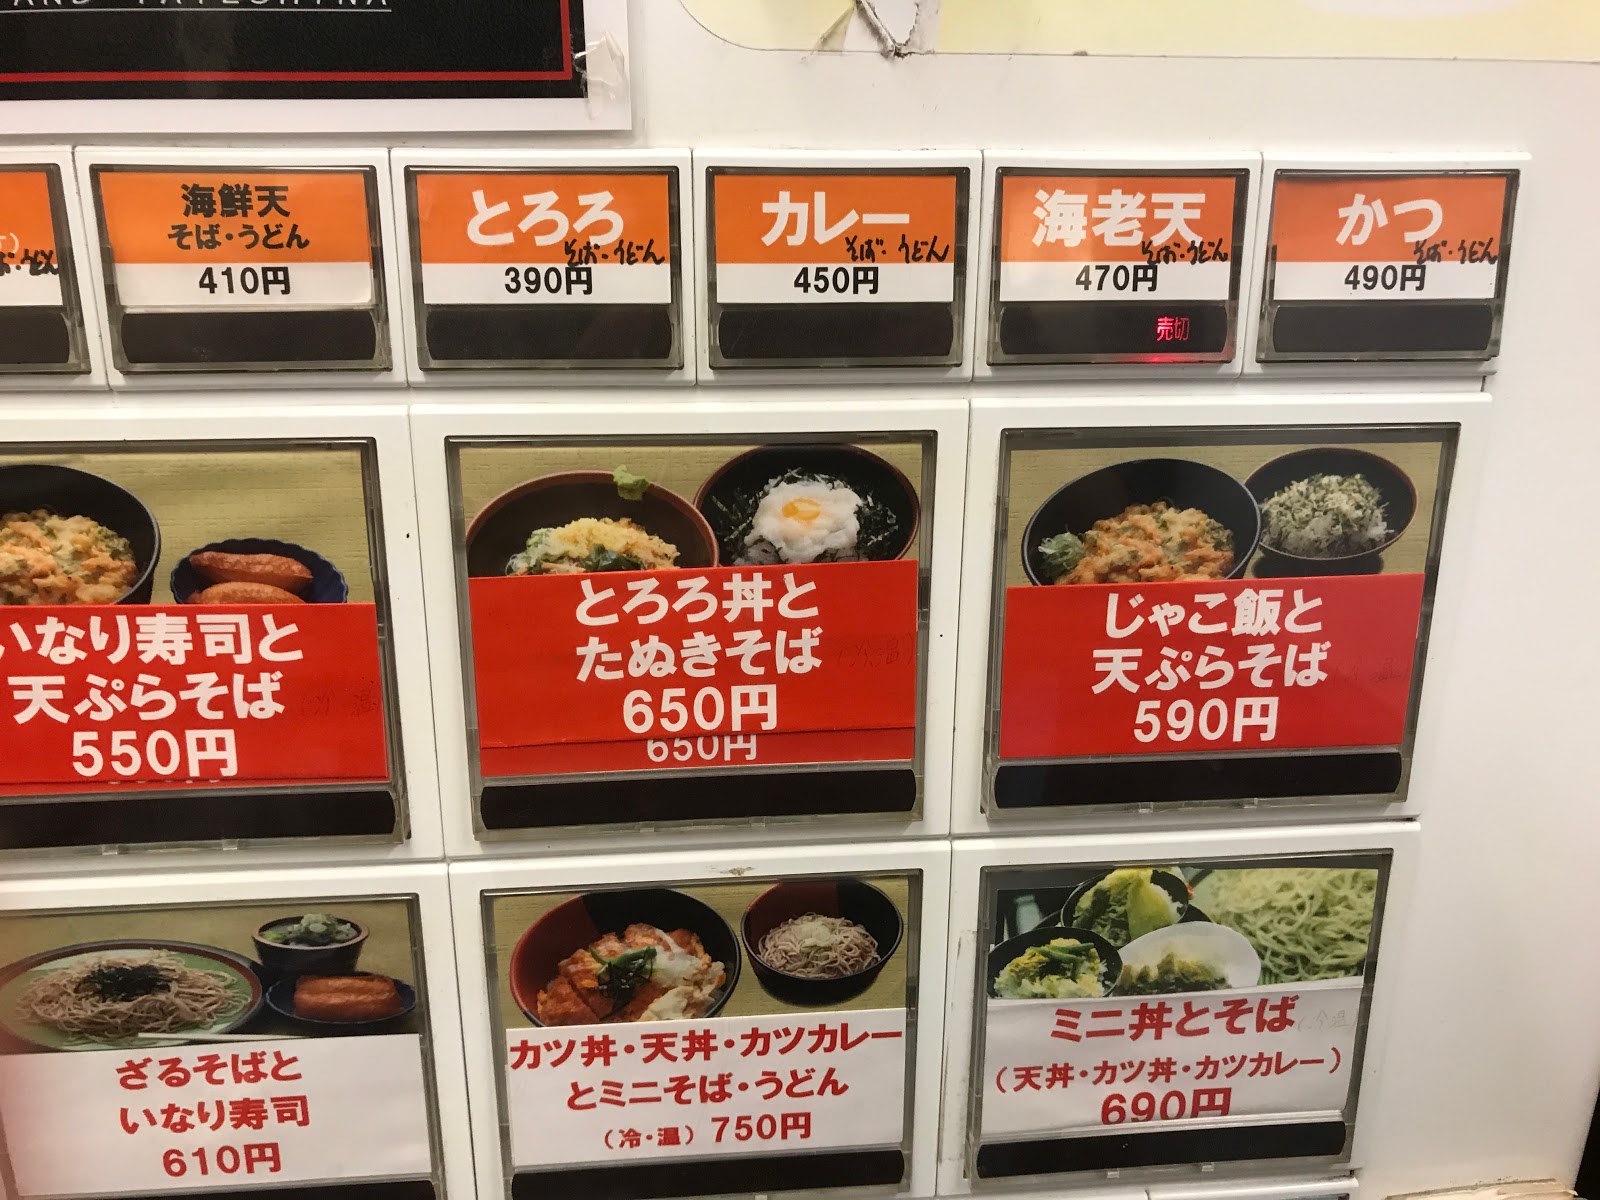 AND TATESHINA
海鮮天
そば・うどん
410円
とろろ
そば・うどん
390円
カレー
そば・うどん
450円
海老天
そば・うどん
470円
売切
かつ
そば・うどん
490円
いなり寿司と
天ぷらそば
550円
とろろ丼と
たぬきそば
(冷温)
650円
650円
じゃこ飯と
天ぷらそば
590円
ざるそばと
いなり寿司
610円
カツ丼・天丼・カツカレー
とミニそば・うどん
(冷・温) 750円
ミニ丼とそば(冷温)
(天丼・カツ丼・カツカレー)
690円